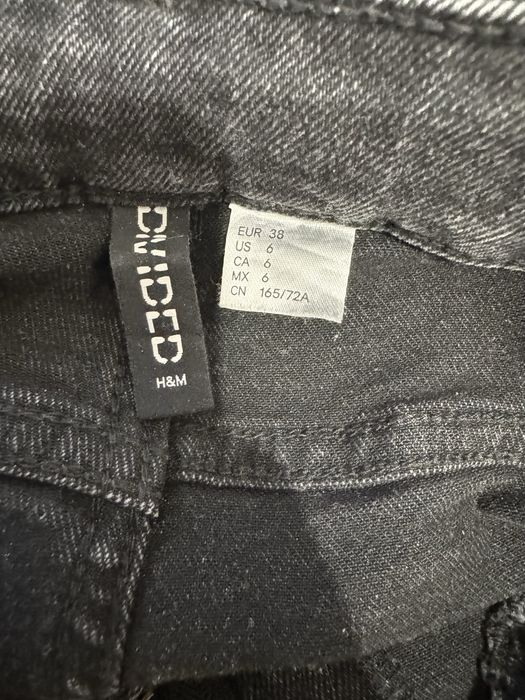 DIVIDED
H&M
EUR 38
US 6
CA 6
MX 6
CN 165/72A